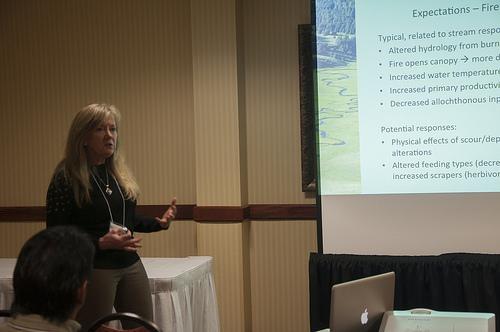 Expectations – Fire
Typical, related to stream respo
• Altered hydrology from burn
• Fire opens canopy → more d
• Increased water temperatur
• Increased primary productivi
• Decreased allochthonous inp
Potential responses:
• Physical effects of scour/dep
alterations
• Altered feeding types (decre
increased scrapers (herbivor